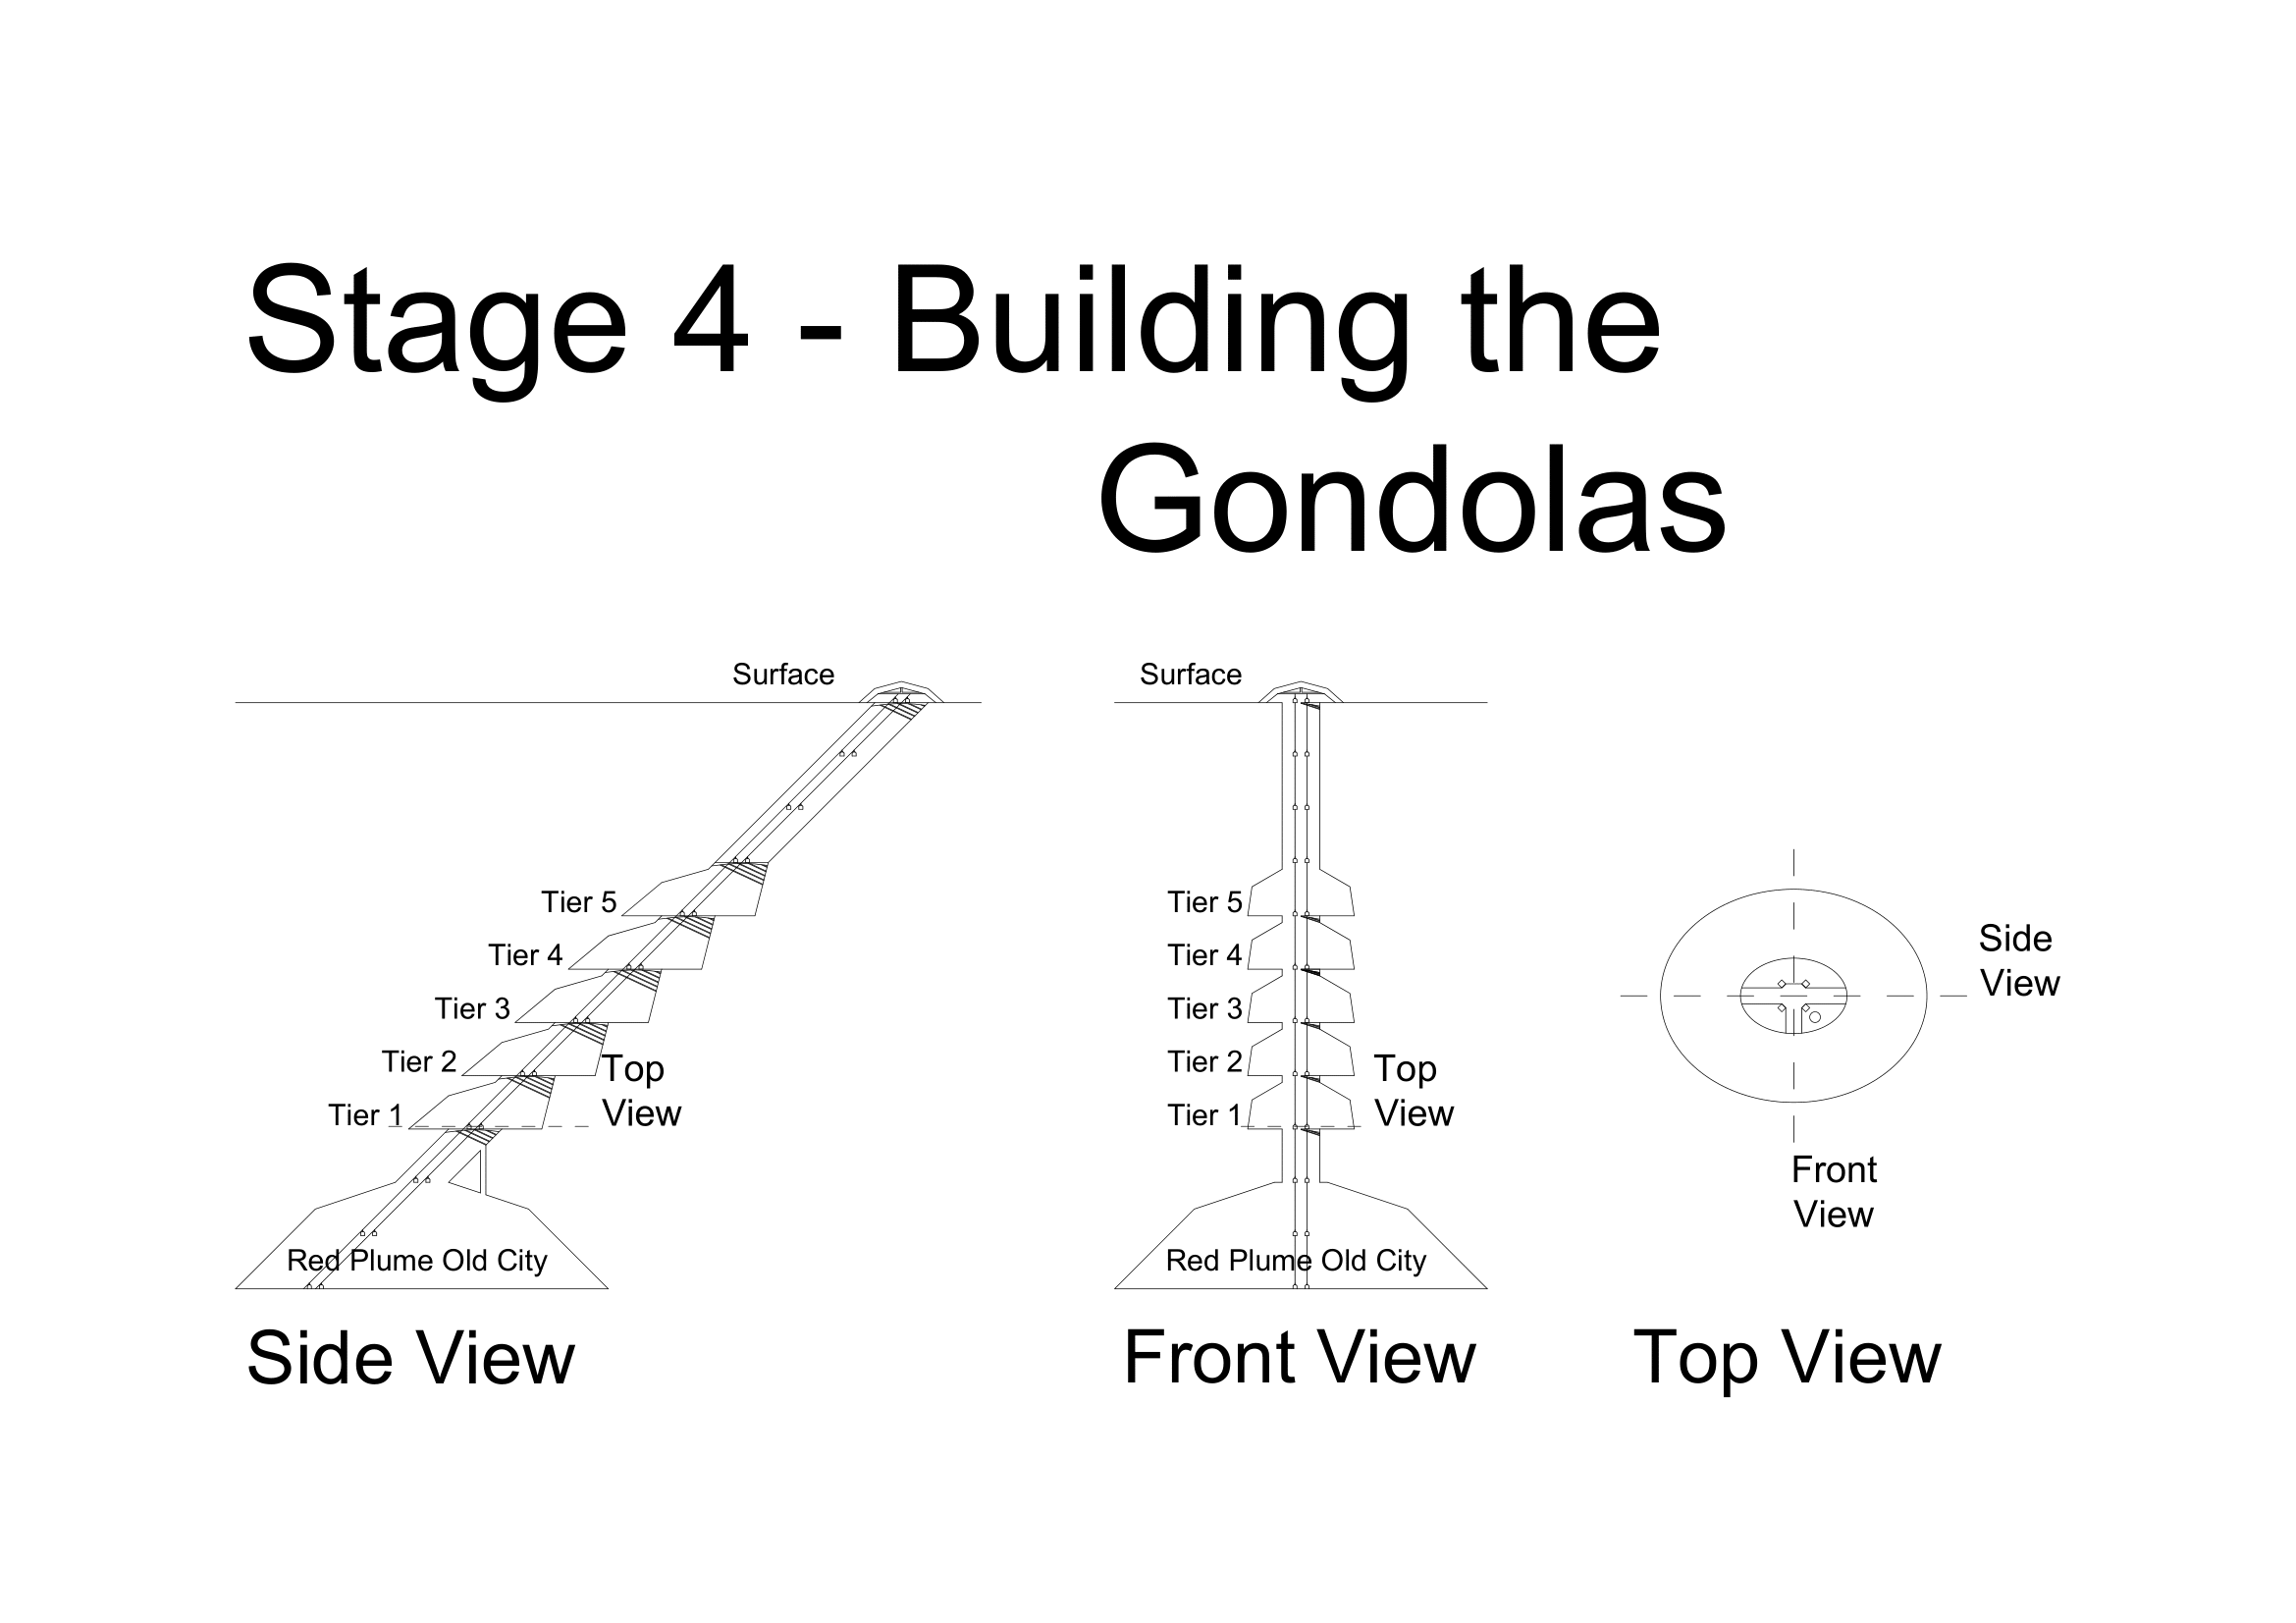 Stage 4 - Building the
Gondolas
Surface
Tier 5
Tier 4
Tier 3
Tier 2
Top
View
Tier 1
Red Plume Old City
Side View
Surface
Tier 5
Tier 4
Tier 3
Tier 2
Top
View
Tier 1
Red Plume Old City
Front View
Side
View
Front
View
Top View